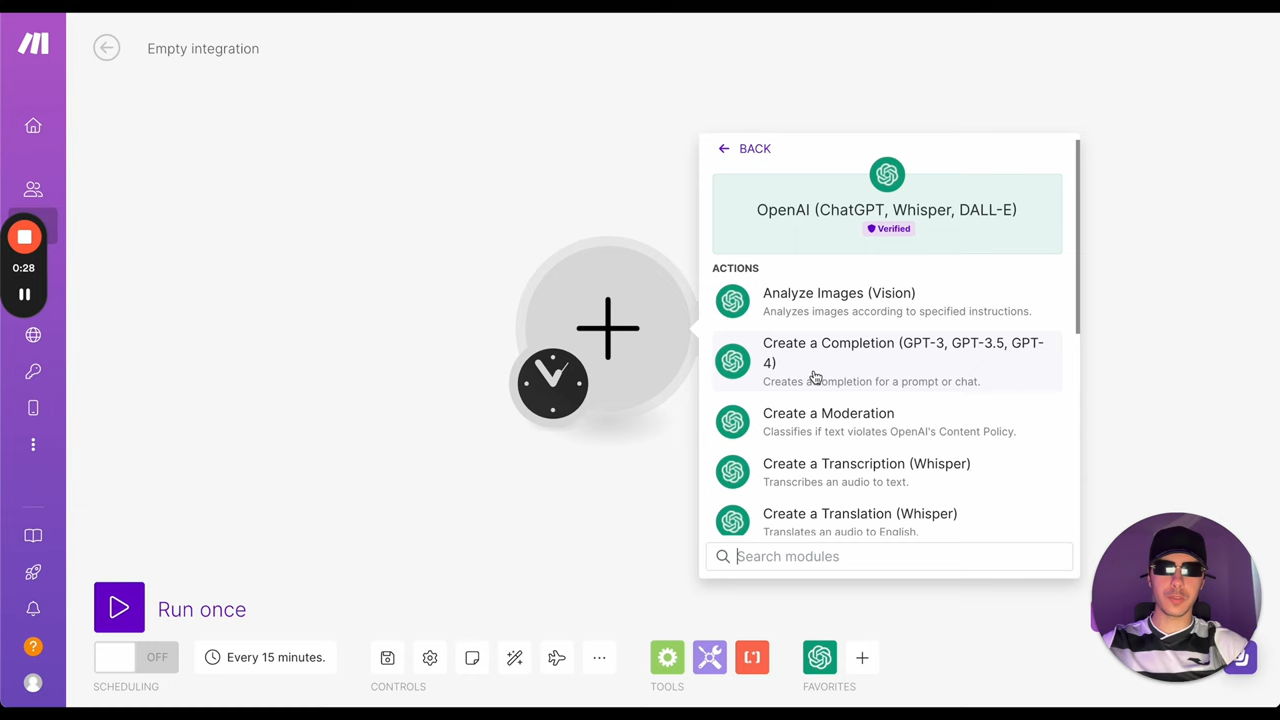 Empty integration
BACK
OpenAI (ChatGPT, Whisper, DALL-E)
Verified
ACTIONS
Analyze Images (Vision)
Analyzes images according to specified instructions.
Create a Completion (GPT-3, GPT-3.5, GPT-
4)
Creates a completion for a prompt or chat.
Create a Moderation
Classifies if text violates OpenAI's Content Policy.
Create a Transcription (Whisper)
Transcribes an audio to text.
Create a Translation (Whisper)
Translates an audio to English.
Search modules
0:28
Run once
OFF
Every 15 minutes.
SCHEDULING
CONTROLS
TOOLS
FAVORITES